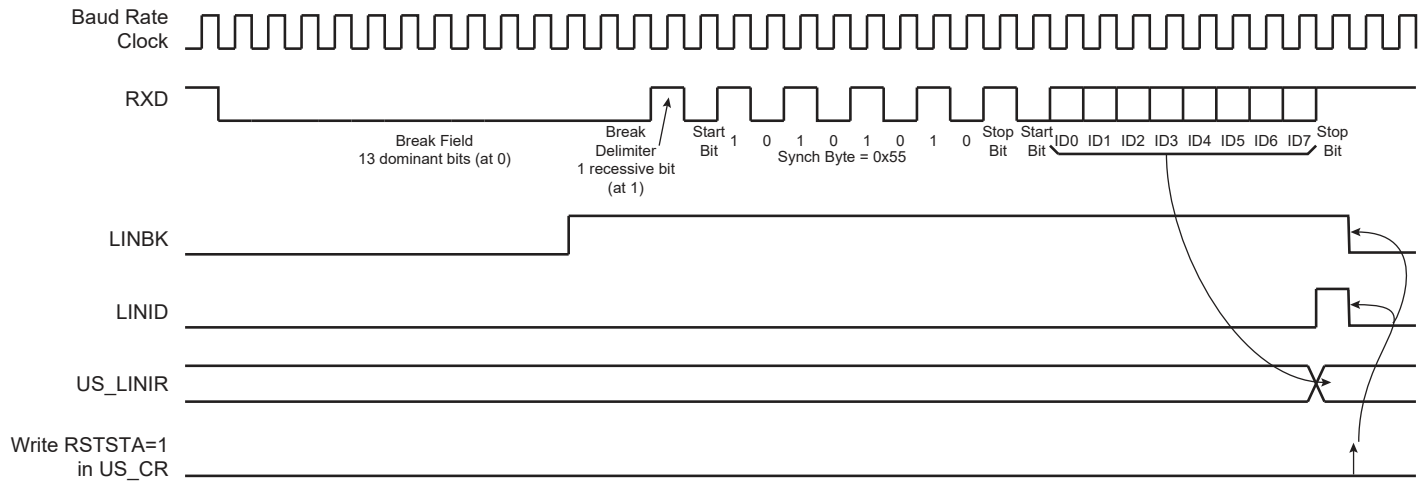 Baud Rate
Clock
RXD
Break Field
13 dominant bits (at 0)
Break
Delimiter
1 recessive bit
(at 1)
Start
Bit
1 0 1 0 1 0 1 0
Synch Byte = 0x55
Stop
Bit
Start
Bit
ID0 ID1 ID2 ID3 ID4 ID5 ID6 ID7
Stop
Bit
LINBK
LINID
US_LINIR
Write RSTSTA=1
in US_CR